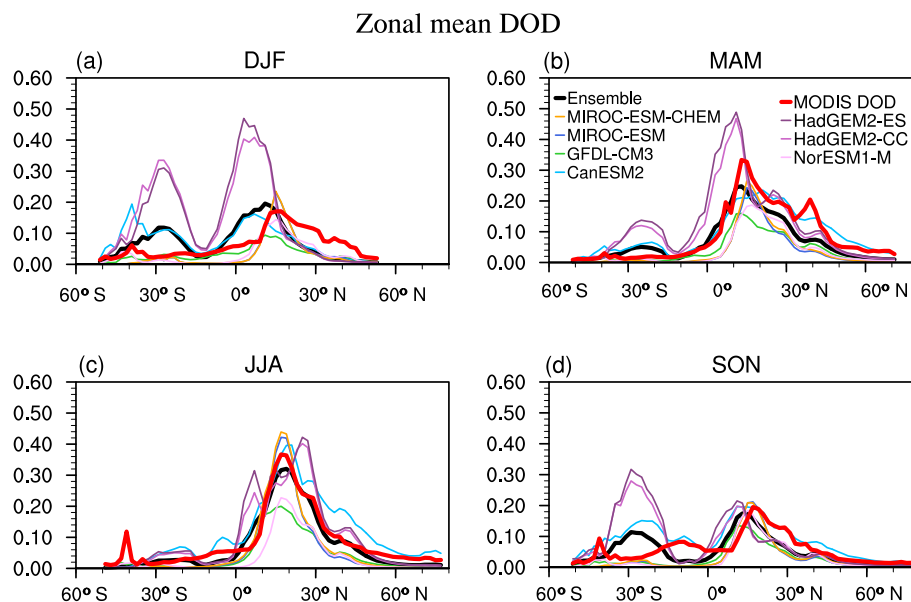 Zonal mean DOD
(a) DJF
0.60
0.50
0.40
0.30
0.20
0.10
0.00
60° S 30° S 0° 30° N 60° N
(b) MAM
0.60
0.50
0.40
0.30
0.20
0.10
0.00
Ensemble
MIROC-ESM-CHEM
MIROC-ESM
GFDL-CM3
CanESM2
MODIS DOD
HadGEM2-ES
HadGEM2-CC
NorESM1-M
60° S 30° S 0° 30° N 60° N
(c) JJA
0.60
0.50
0.40
0.30
0.20
0.10
0.00
60° S 30° S 0° 30° N 60° N
(d) SON
0.60
0.50
0.40
0.30
0.20
0.10
0.00
60° S 30° S 0° 30° N 60° N